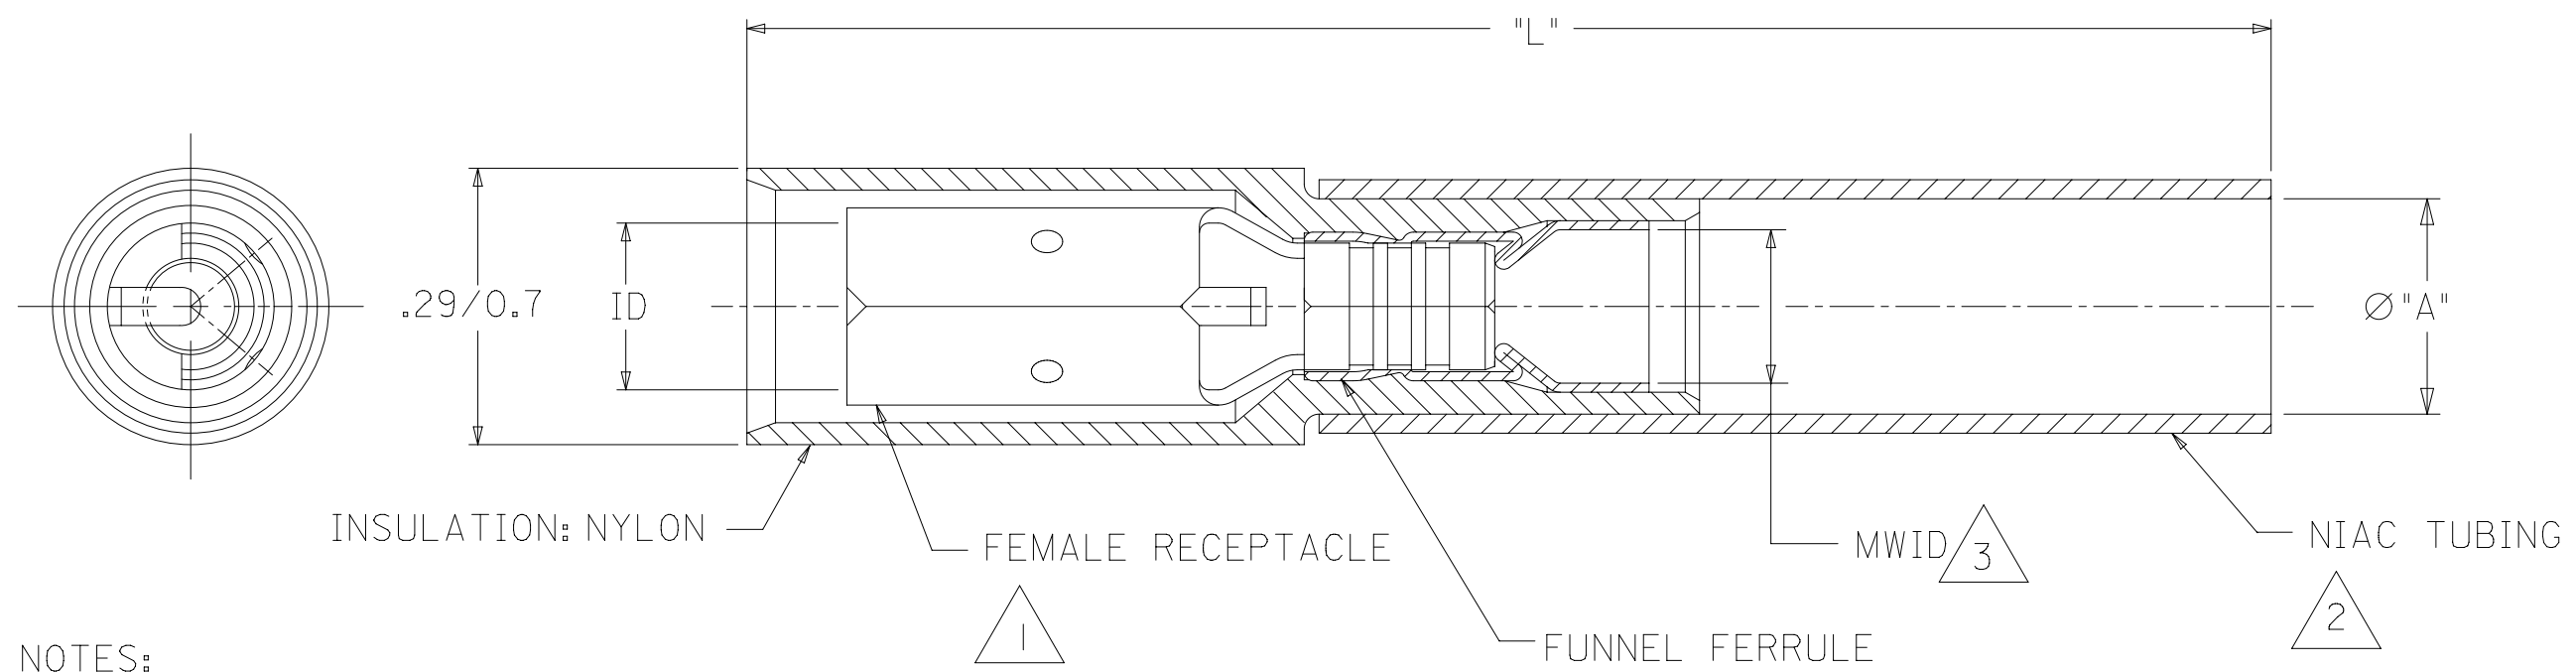 "L"
.29/0.7
ID
Ø"A"
INSULATION: NYLON
FEMALE RECEPTACLE
1
MWID 3
NIAC TUBING
2
FUNNEL FERRULE
NOTES: